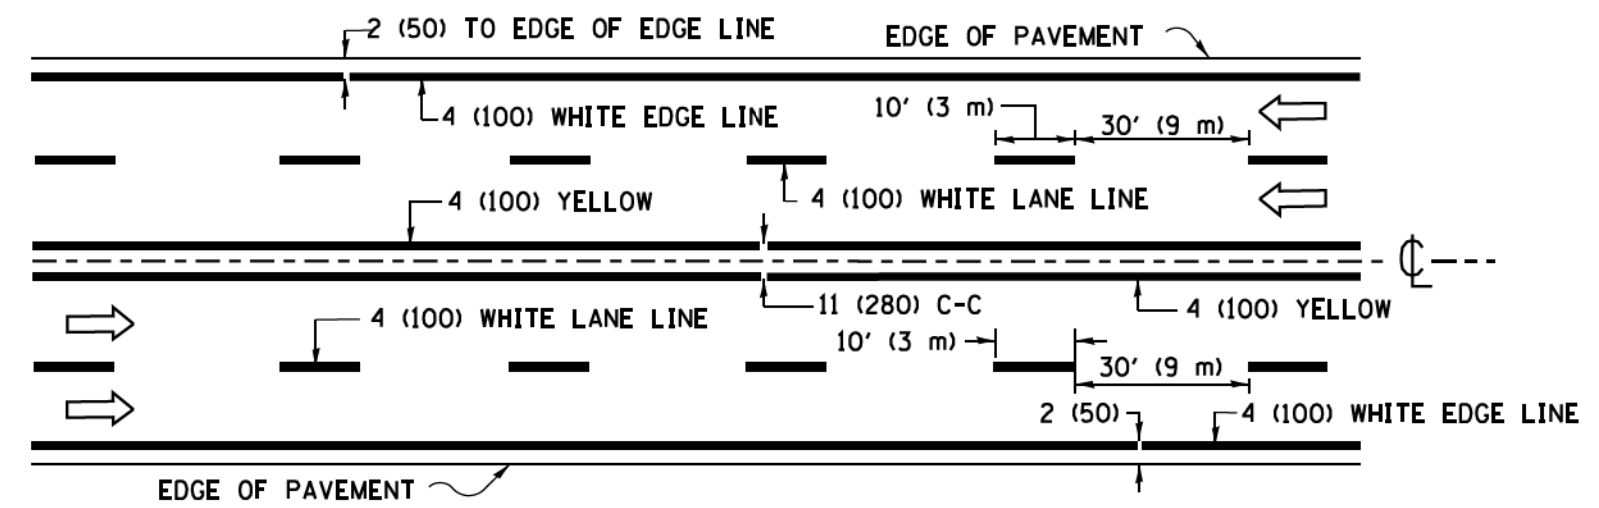 2 (50) TO EDGE OF EDGE LINE
EDGE OF PAVEMENT
4 (100) WHITE EDGE LINE
10' (3 m)
30' (9 m)
4 (100) YELLOW
4 (100) WHITE LANE LINE
℄
11 (280) C-C
4 (100) YELLOW
4 (100) WHITE LANE LINE
10' (3 m)
30' (9 m)
2 (50)
4 (100) WHITE EDGE LINE
EDGE OF PAVEMENT